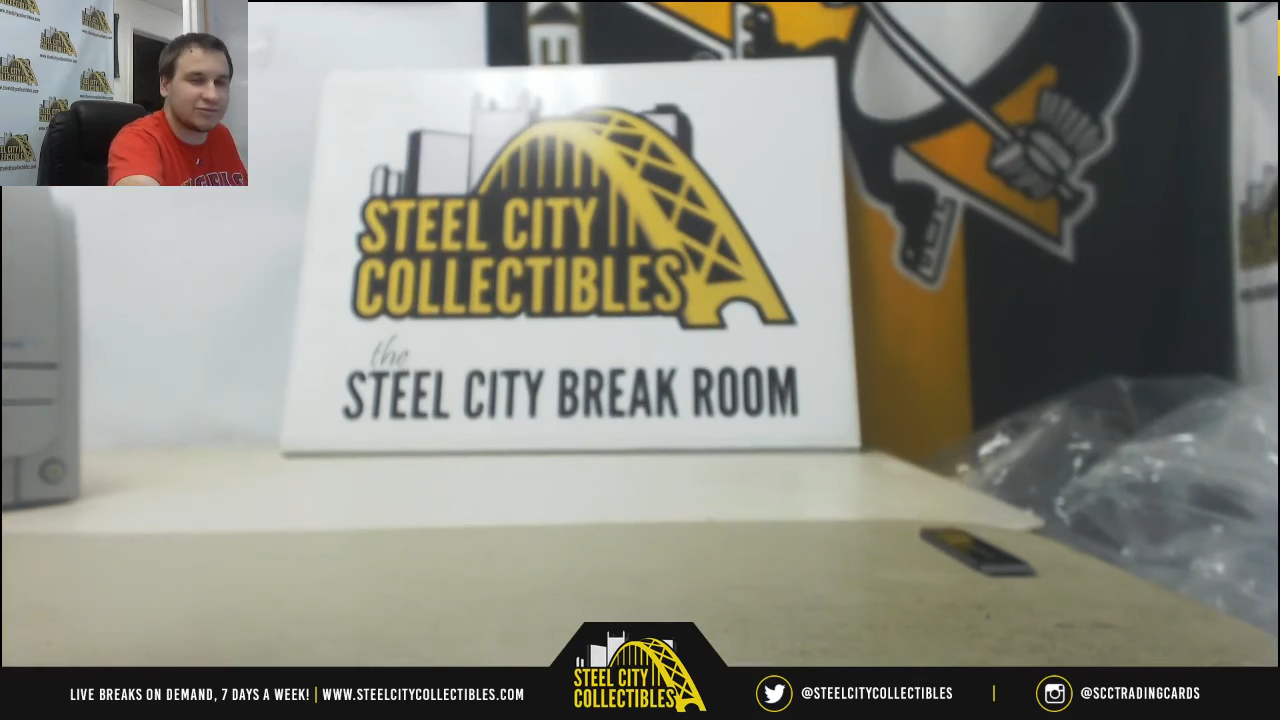 STEEL CITY
COLLECTIBLES
the
STEEL CITY BREAK ROOM
LIVE BREAKS ON DEMAND, 7 DAYS A WEEK! | WWW.STEELCITYCOLLECTIBLES.COM
STEEL CITY
COLLECTIBLES
@STEELCITYCOLLECTIBLES | @SCCTRADINGCARDS